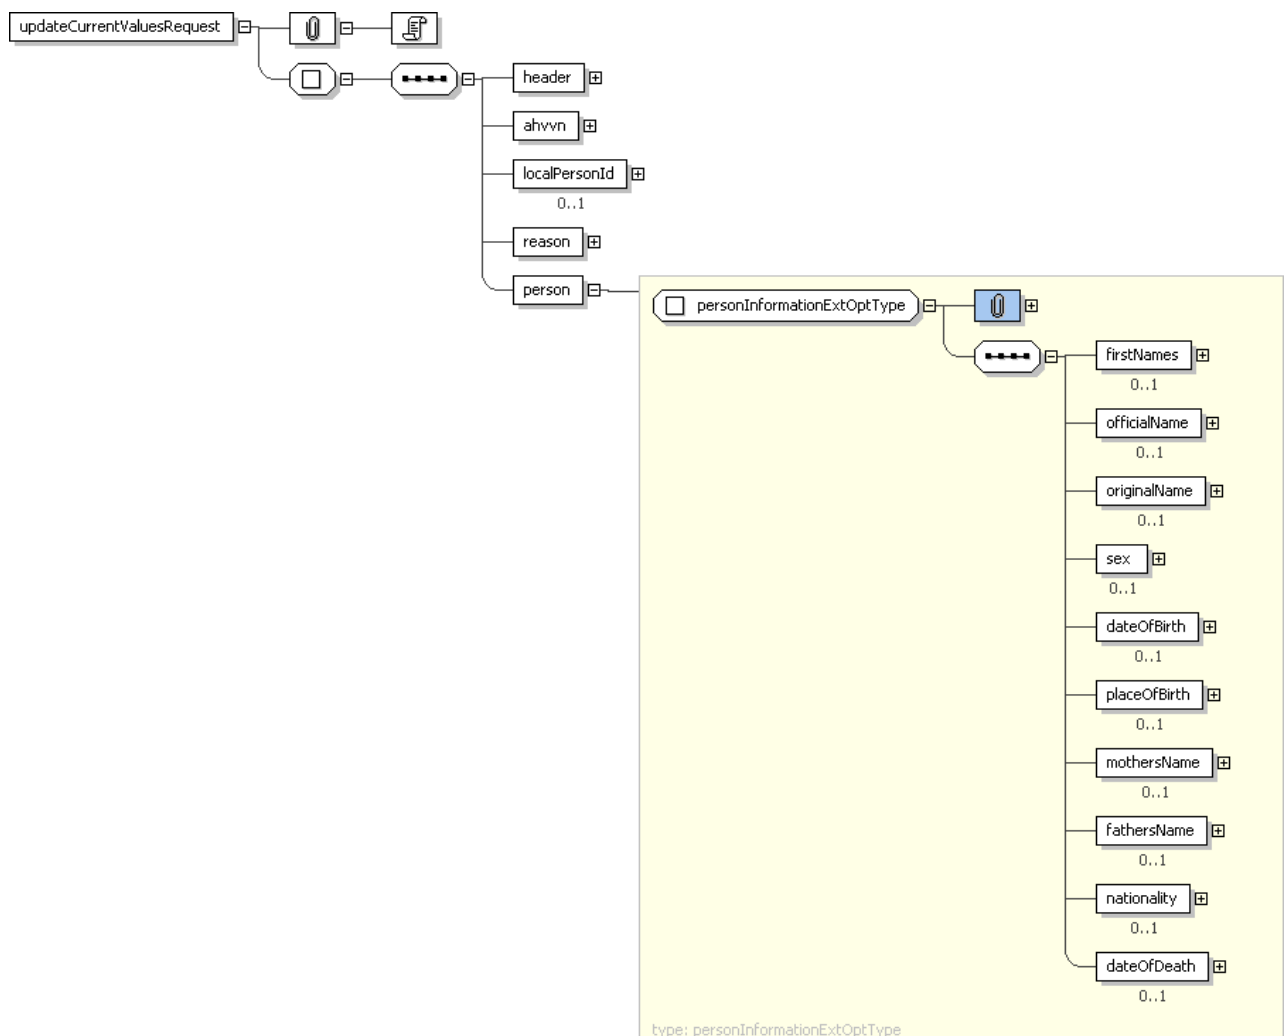 updateCurrentValuesRequest
header
ahvvn
localPersonId
0..1
reason
person
personInformationExtOptType
firstNames
0..1
officialName
0..1
originalName
0..1
sex
0..1
dateOfBirth
0..1
placeOfBirth
0..1
mothersName
0..1
fathersName
0..1
nationality
0..1
dateOfDeath
0..1
type: personInformationExtOptType